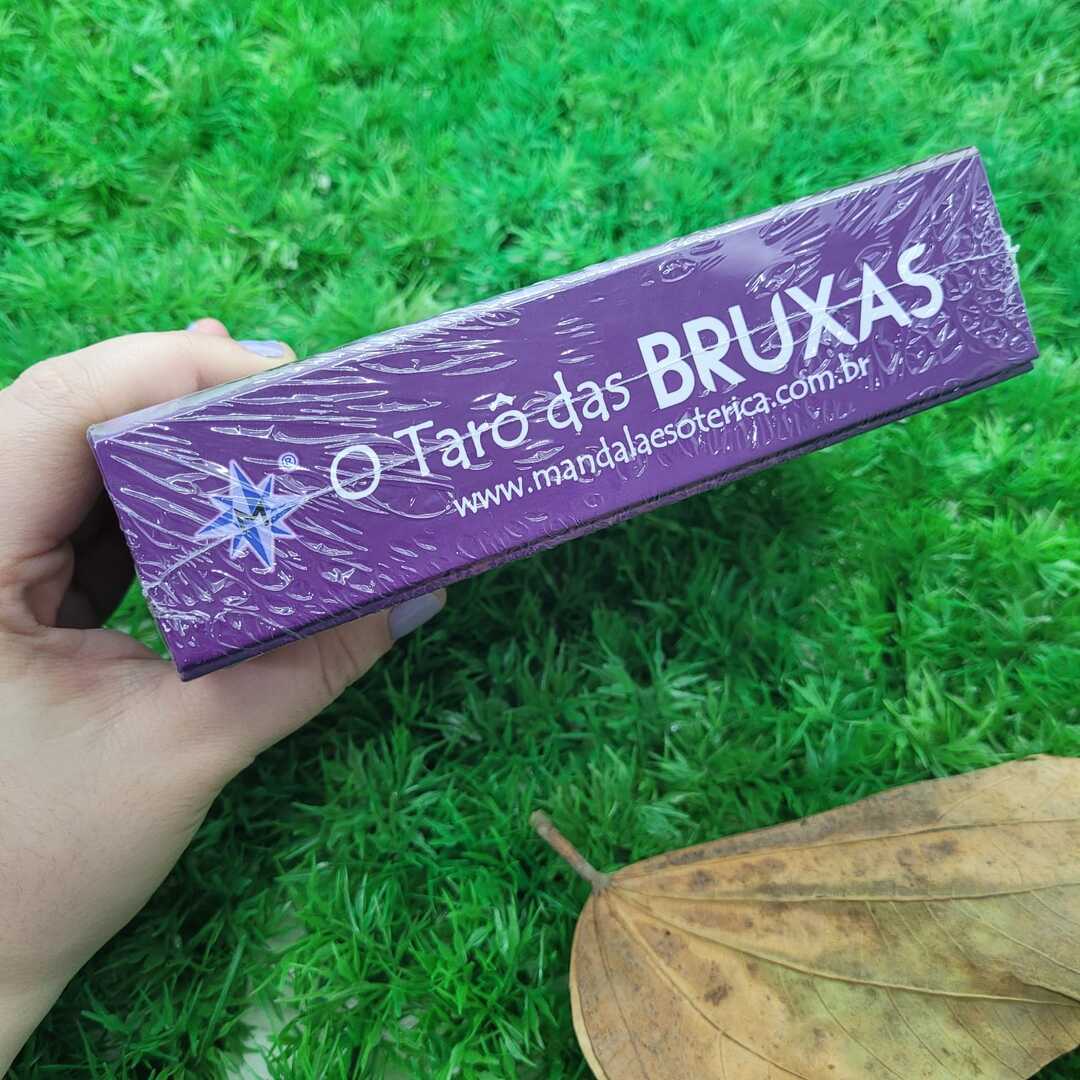 O Tarô das BRUXAS
www.mandalaesoterica.com.br
M
®